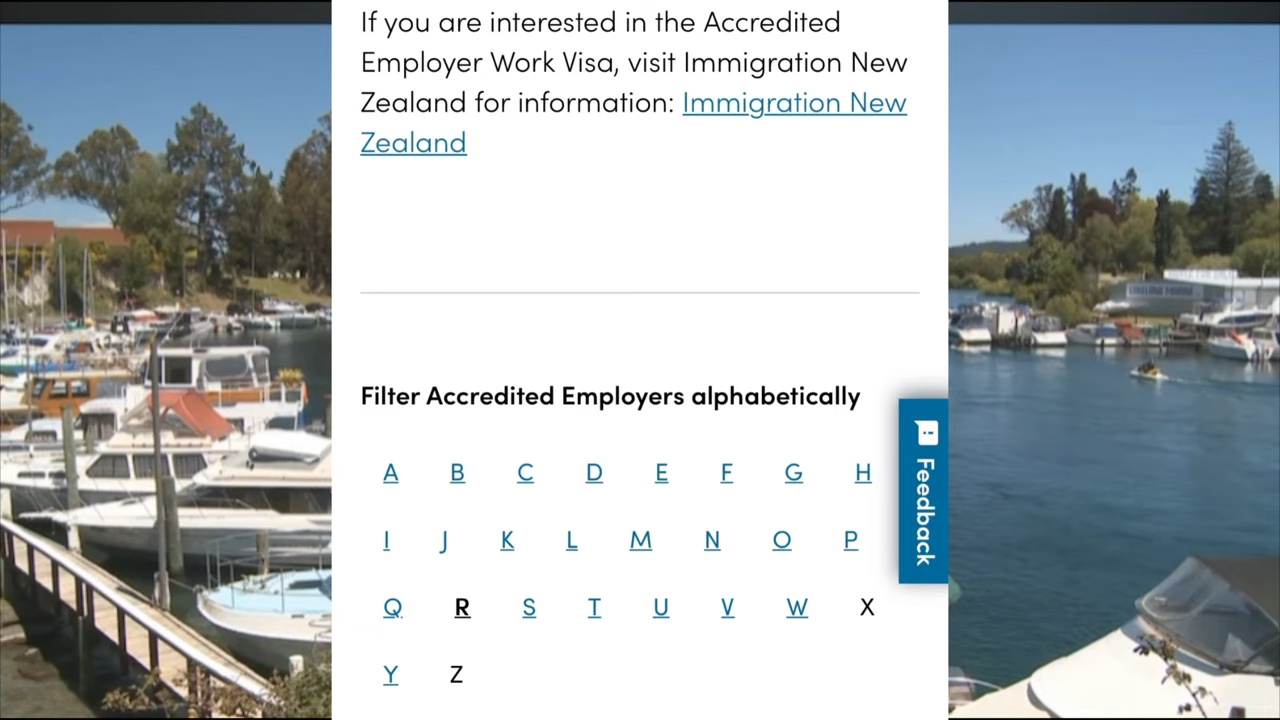 If you are interested in the Accredited
Employer Work Visa, visit Immigration New
Zealand for information: Immigration New
Zealand
Filter Accredited Employers alphabetically
A B C D E F G H
I J K L M N O P
Q R S T U V W X
Y Z
Feedback